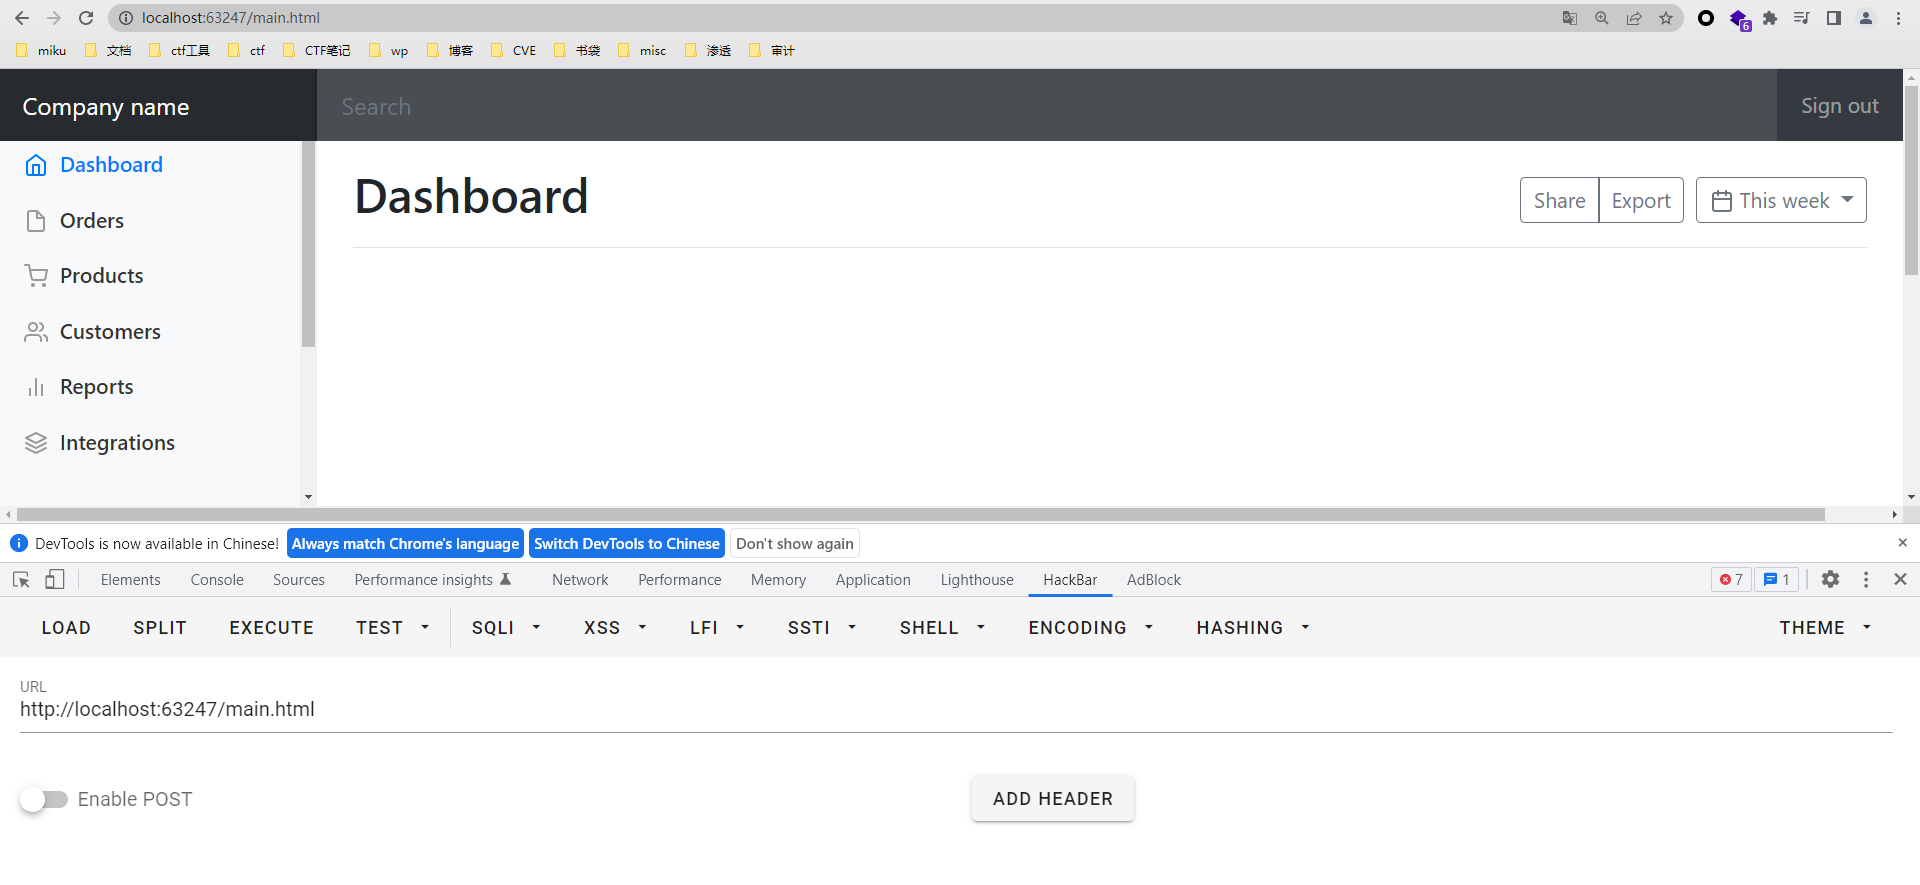 localhost:63247/main.html
6
miku 文档 ctf工具 ctf CTF笔记 wp 博客 CVE 书袋 misc 渗透 审计
Company name Search Sign out
Dashboard
Orders
Products
Customers
Reports
Integrations
Dashboard
Share Export This week
DevTools is now available in Chinese! Always match Chrome's language Switch DevTools to Chinese Don't show again
Elements Console Sources Performance insights Network Performance Memory Application Lighthouse HackBar AdBlock 7 1
LOAD SPLIT EXECUTE TEST SQLI XSS LFI SSTI SHELL ENCODING HASHING THEME
URL
http://localhost:63247/main.html
Enable POST ADD HEADER